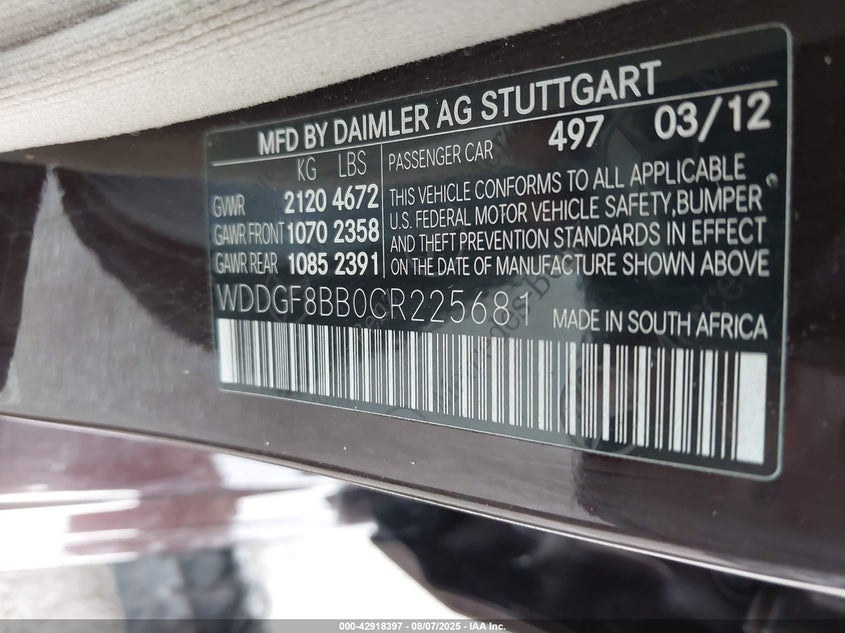 MFD BY DAIMLER AG STUTTGART
KG LBS PASSENGER CAR 497 03/12
GVWR 2120 4672
GAWR FRONT 1070 2358
GAWR REAR 1085 2391
THIS VEHICLE CONFORMS TO ALL APPLICABLE
U.S. FEDERAL MOTOR VEHICLE SAFETY, BUMPER
AND THEFT PREVENTION STANDARDS IN EFFECT
ON THE DATE OF MANUFACTURE SHOWN ABOVE
WDDGF8BB0CR225681 MADE IN SOUTH AFRICA
000-42918397 - 08/07/2025 - IAA Inc.